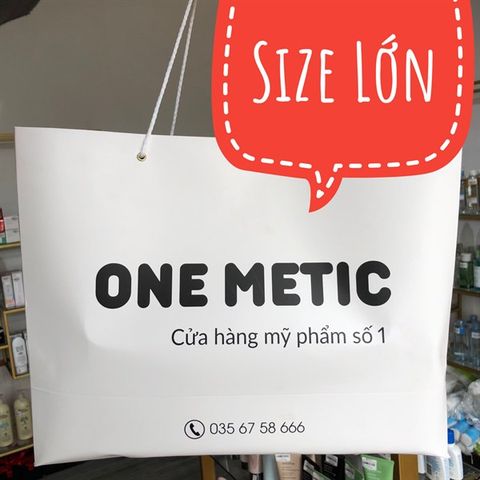 SIZE LỚN
ONE METIC
Cửa hàng mỹ phẩm số 1
035 67 58 666